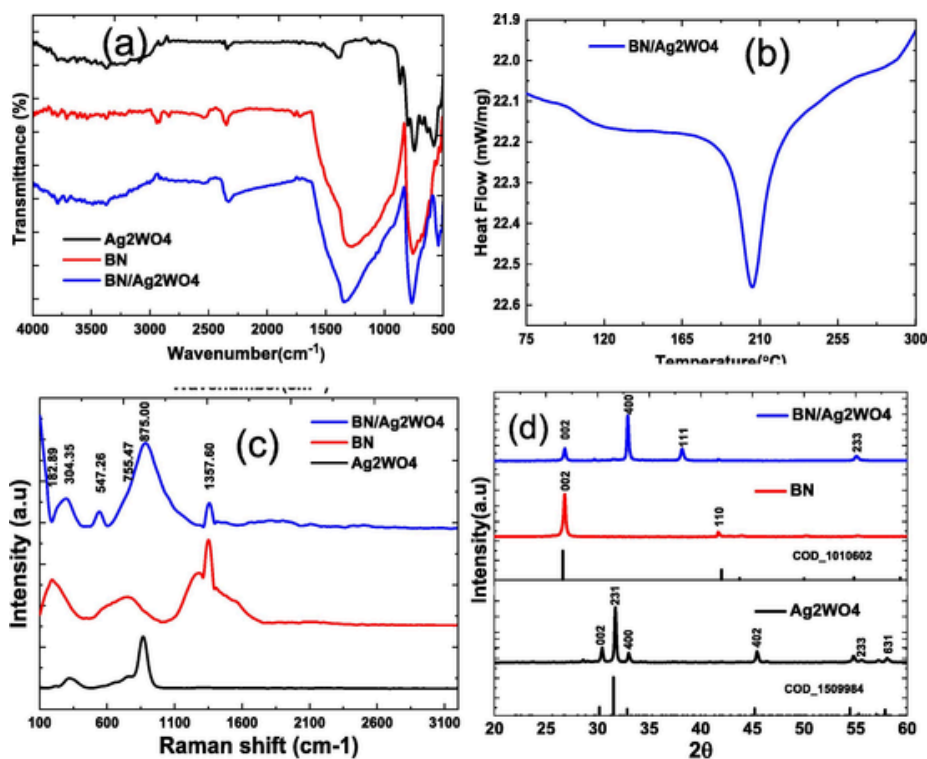 (a)
Transmittance (%)
Ag2WO4
BN
BN/Ag2WO4
4000 3500 3000 2500 2000 1500 1000 500
Wavenumber(cm-1)
(b)
BN/Ag2WO4
Heat Flow (mW/mg)
21.9
22.0
22.1
22.2
22.3
22.4
22.5
22.6
75 120 165 210 255 300
Temperature(°C)
(c)
Intensity (a.u)
182.89
304.35
547.26
755.47
875.00
1357.60
BN/Ag2WO4
BN
Ag2WO4
100 600 1100 1600 2100 2600 3100
Raman shift (cm-1)
(d)
Intensity(a.u)
BN/Ag2WO4
002
400
111
233
BN
002
110
COD_1010602
Ag2WO4
002
231
400
402
233
631
COD_1509984
20 25 30 35 40 45 50 55 60
2θ